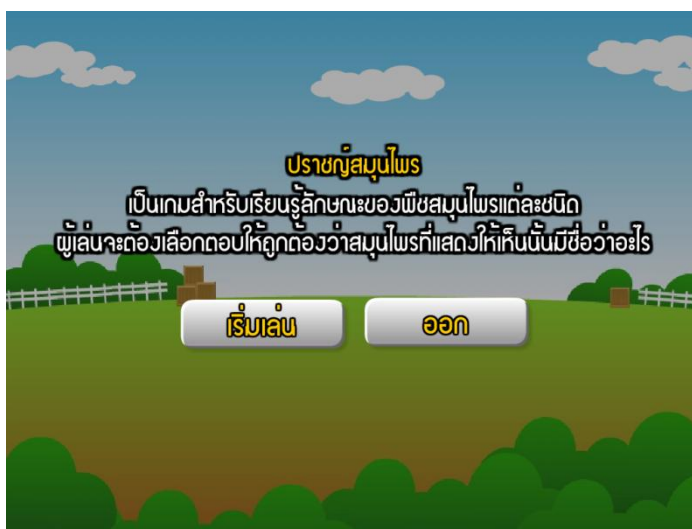 ปราชญ์สมุนไพร
เป็นเกมสำหรับเรียนรู้ลักษณะของพืชสมุนไพรแต่ละชนิด
ผู้เล่นจะต้องเลือกตอบให้ถูกต้องว่าสมุนไพรที่แสดงให้เห็นนั้นมีชื่อว่าอะไร
เริ่มเล่น ออก